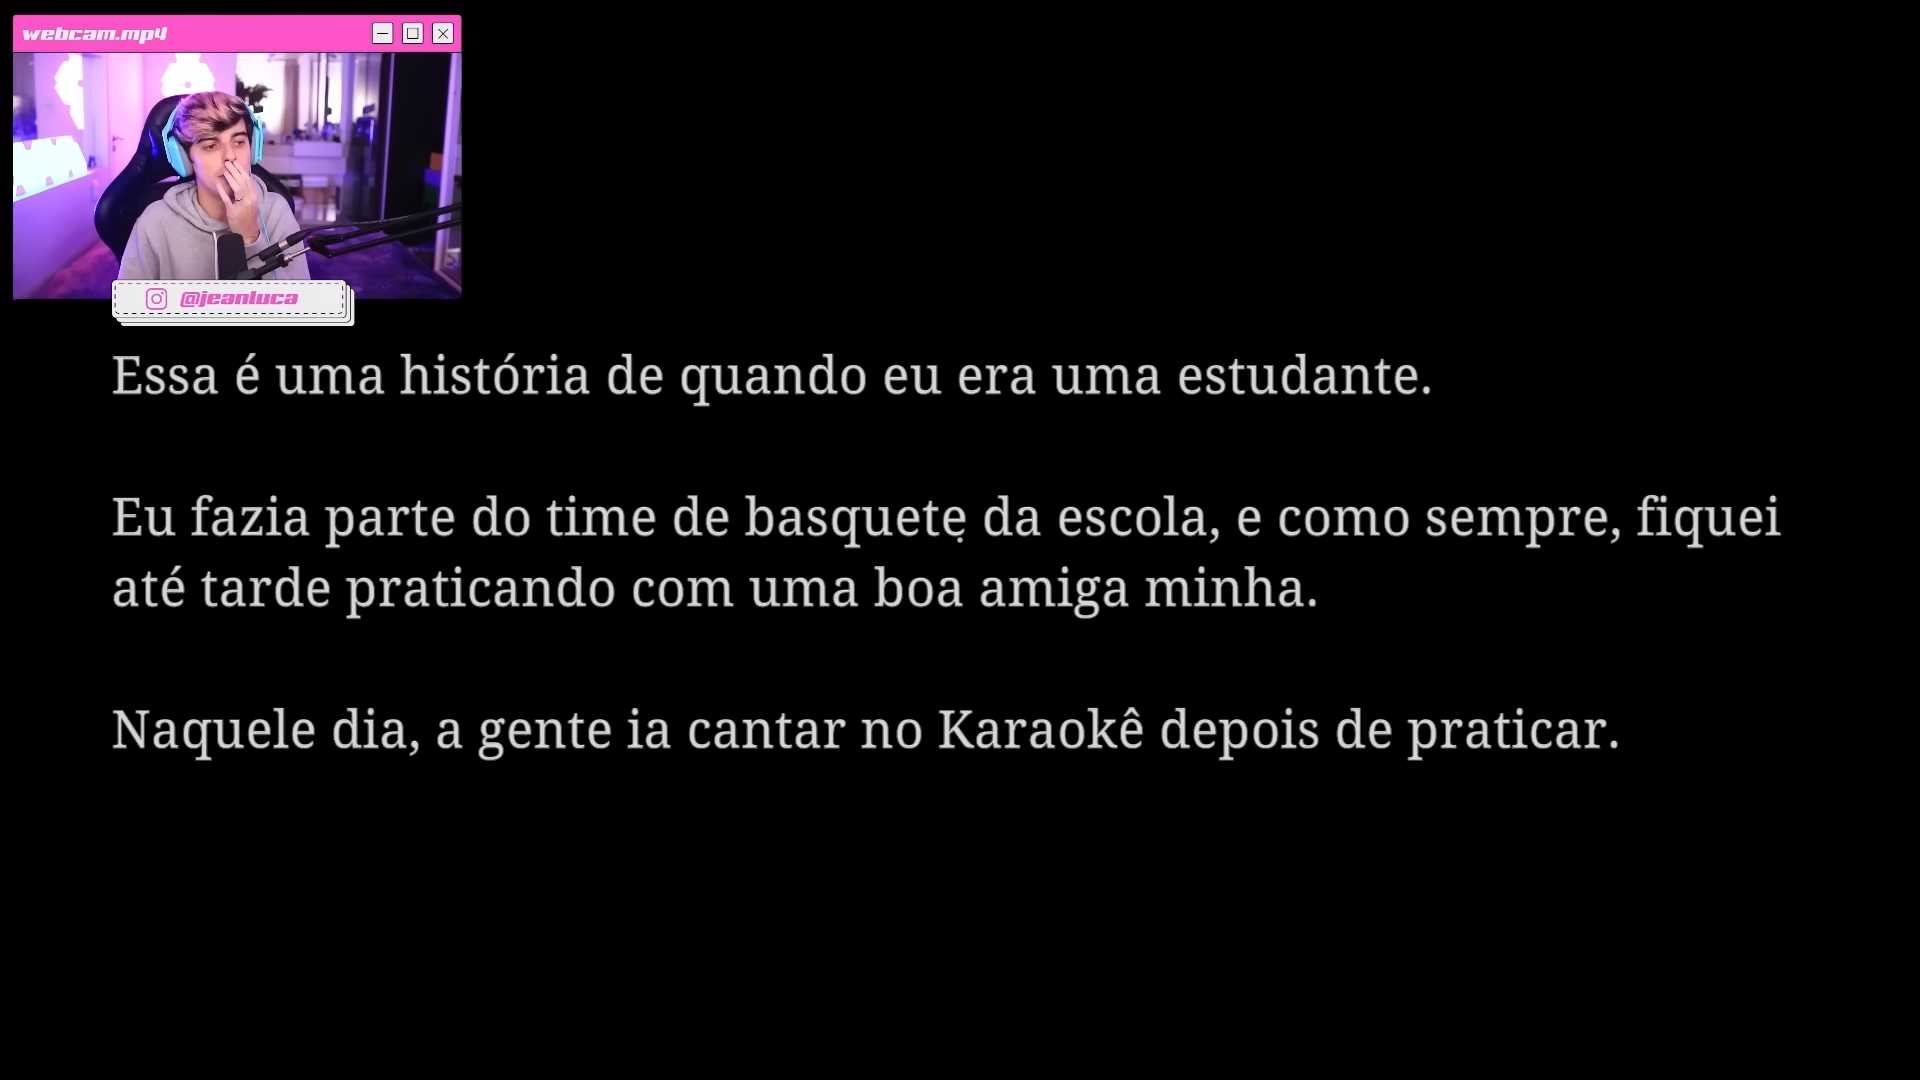 webcam.mp4
@jeanluca
Essa é uma história de quando eu era uma estudante.
Eu fazia parte do time de basquetẹ da escola, e como sempre, fiquei
até tarde praticando com uma boa amiga minha.
Naquele dia, a gente ia cantar no Karaokê depois de praticar.